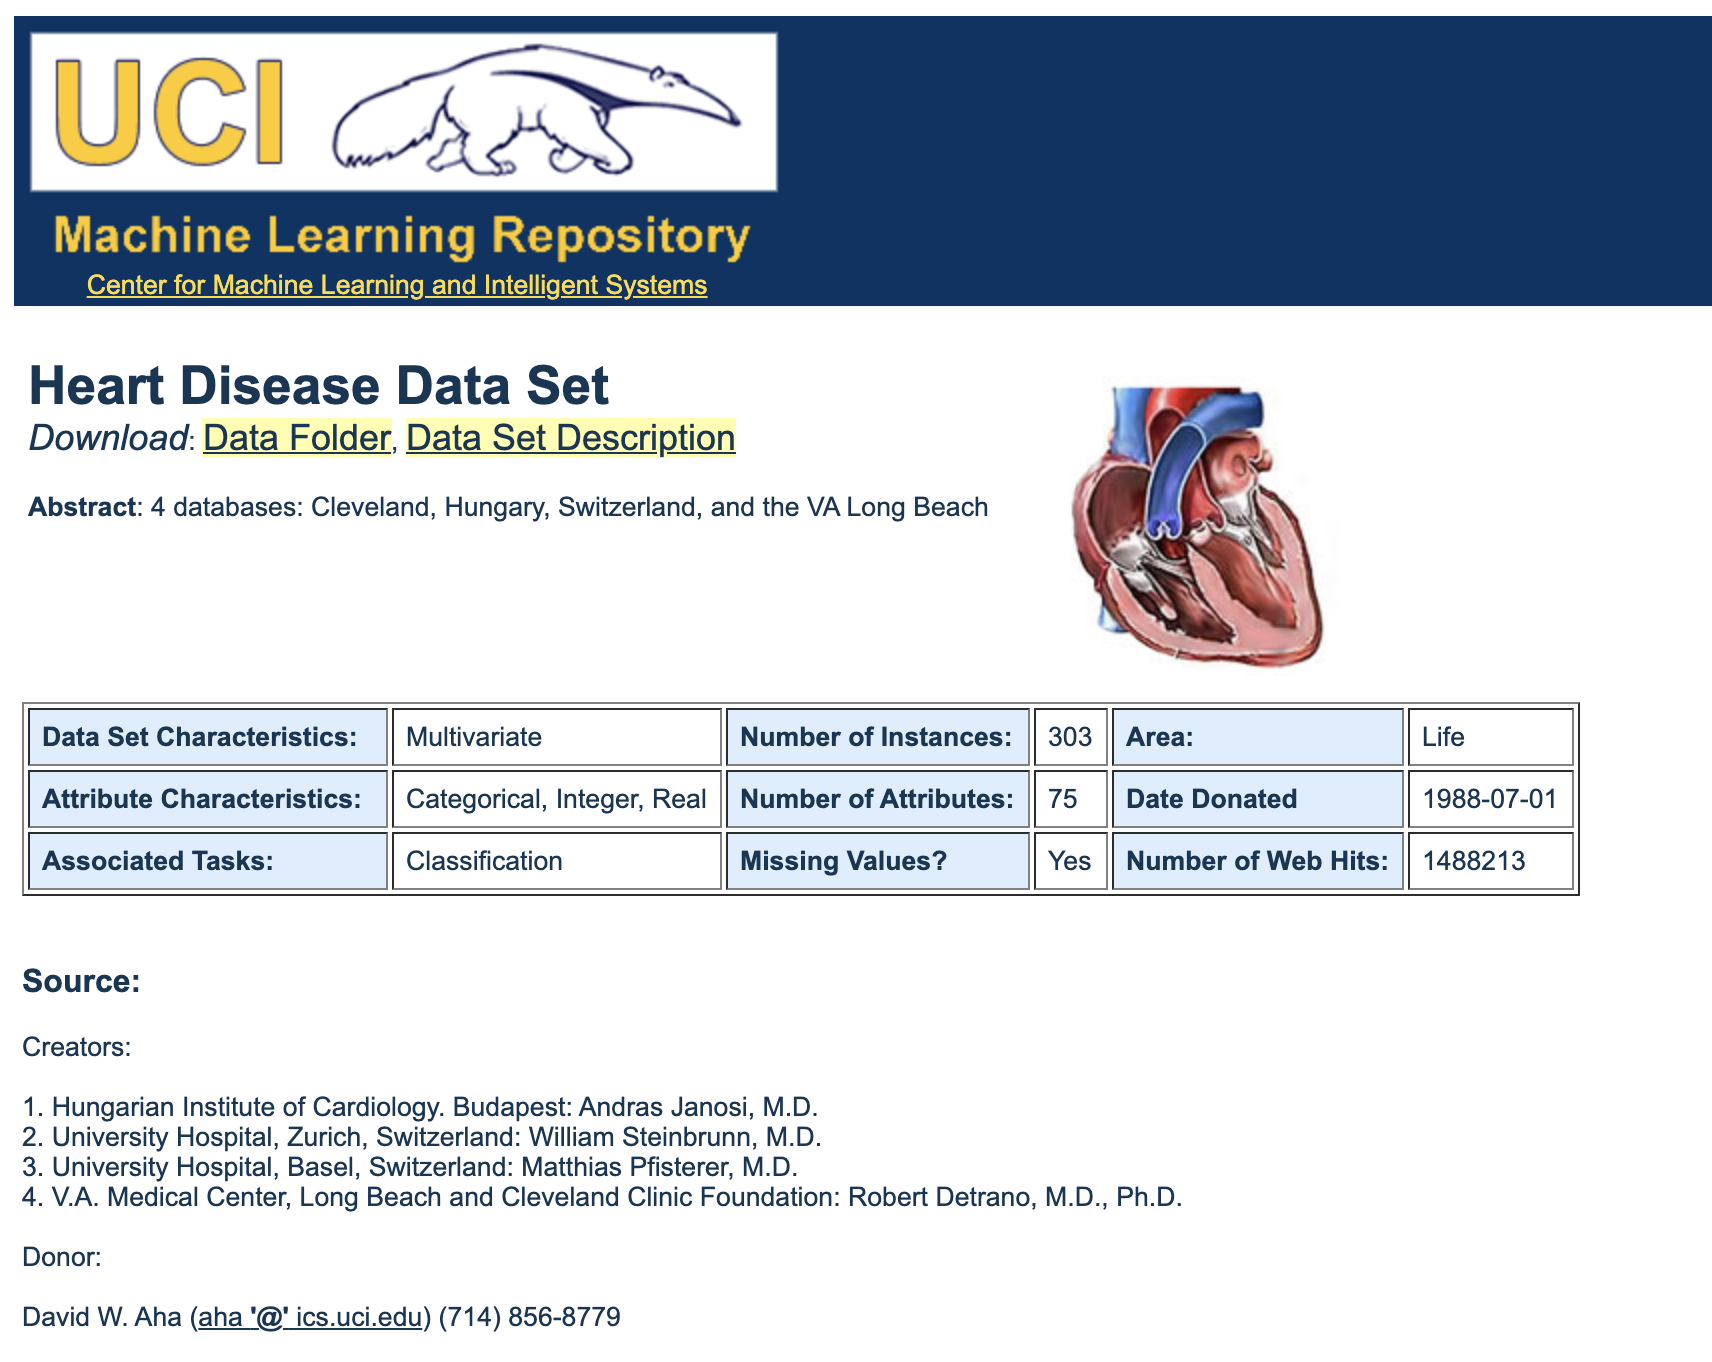 UCI
Machine Learning Repository
Center for Machine Learning and Intelligent Systems
Heart Disease Data Set
Download: Data Folder, Data Set Description
Abstract: 4 databases: Cleveland, Hungary, Switzerland, and the VA Long Beach
Data Set Characteristics: Multivariate Number of Instances: 303 Area: Life
Attribute Characteristics: Categorical, Integer, Real Number of Attributes: 75 Date Donated 1988-07-01
Associated Tasks: Classification Missing Values? Yes Number of Web Hits: 1488213
Source:
Creators:
1. Hungarian Institute of Cardiology. Budapest: Andras Janosi, M.D.
2. University Hospital, Zurich, Switzerland: William Steinbrunn, M.D.
3. University Hospital, Basel, Switzerland: Matthias Pfisterer, M.D.
4. V.A. Medical Center, Long Beach and Cleveland Clinic Foundation: Robert Detrano, M.D., Ph.D.
Donor:
David W. Aha (aha '@' ics.uci.edu) (714) 856-8779